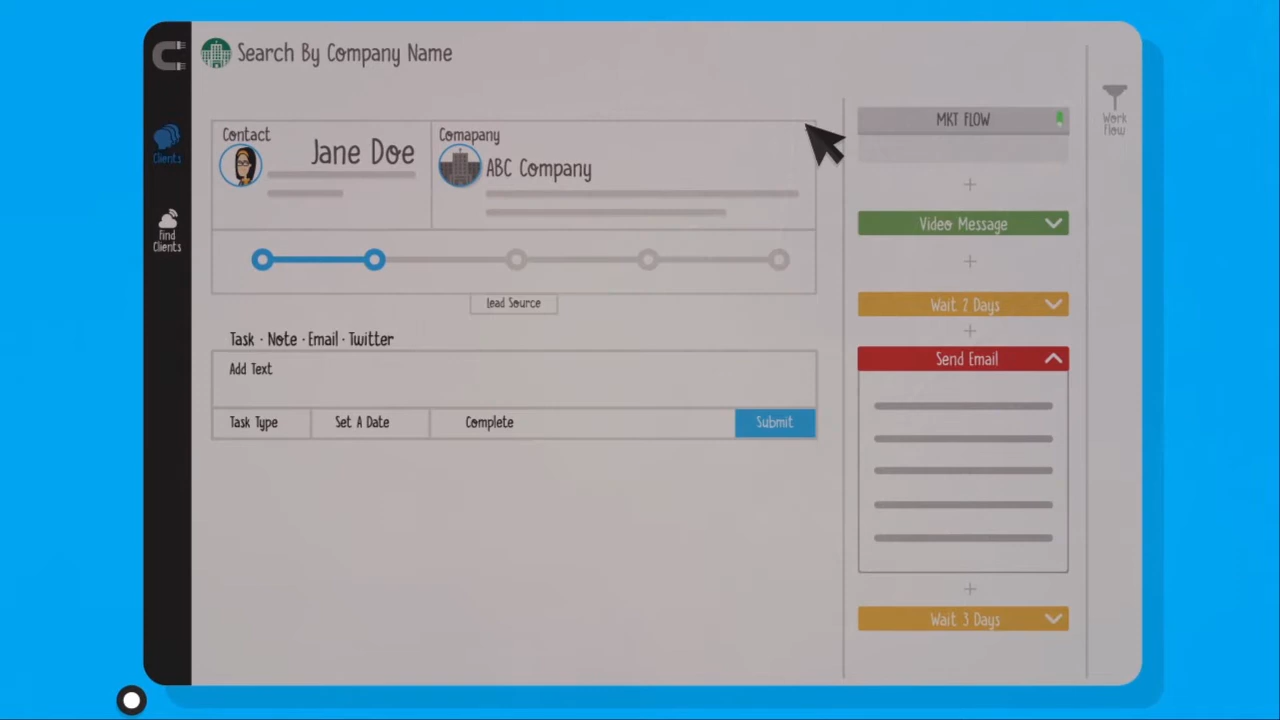 Search By Company Name
Clients
Find
Clients
Contact
Jane Doe
Comapany
ABC Company
Lead Source
Task · Note · Email · Twitter
Add Text
Task Type
Set A Date
Complete
Submit
MKT FLOW
Video Message
Wait 2 Days
Send Email
Wait 3 Days
Work
Flow